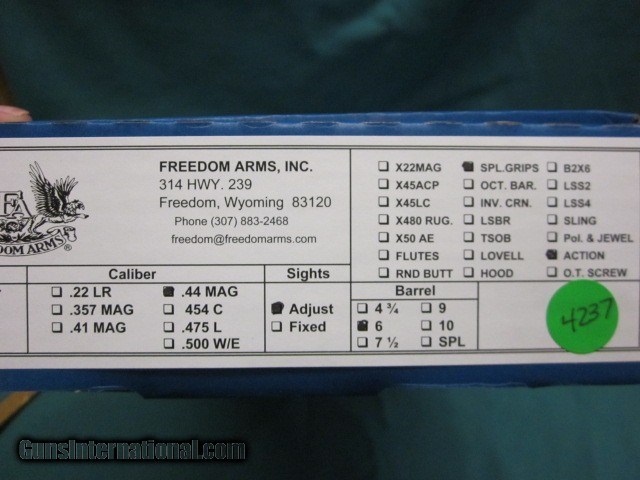 FA
DOM ARMS®
FREEDOM ARMS, INC.
314 HWY. 239
Freedom, Wyoming 83120
Phone (307) 883-2468
freedom@freedomarms.com
X22MAG
X45ACP
X45LC
X480 RUG.
X50 AE
FLUTES
RND BUTT
SPL.GRIPS
OCT. BAR.
INV. CRN.
LSBR
TSOB
LOVELL
HOOD
B2X6
LSS2
LSS4
SLING
Pol. & JEWEL
ACTION
O.T. SCREW
Caliber
.22 LR
.357 MAG
.41 MAG
.44 MAG
454 C
.475 L
.500 W/E
Sights
Adjust
Fixed
Barrel
4 ¾
6
7 ½
9
10
SPL
4237
GunsInternational.com